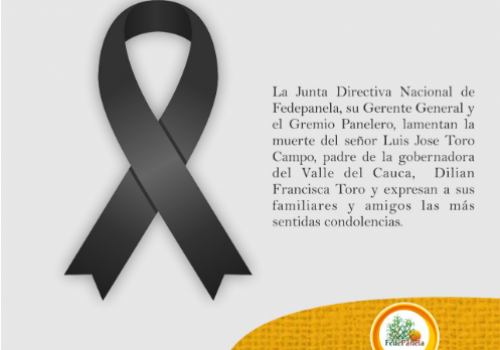 La Junta Directiva Nacional de
Fedepanela, su Gerente General y
el Gremio Panelero, lamentan la
muerte del señor Luis Jose Toro
Campo, padre de la gobernadora
del Valle del Cauca, Dilian
Francisca Toro y expresan a sus
familiares y amigos las más
sentidas condolencias.
FedePanela